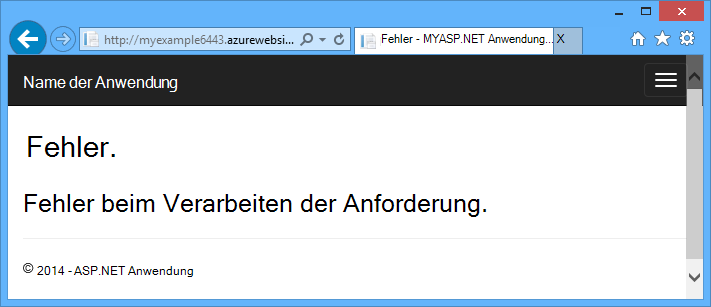 http://myexample6443.azurewebsi...
Fehler - MYASP.NET Anwendung... X
Name der Anwendung
Fehler.
Fehler beim Verarbeiten der Anforderung.
© 2014 - ASP.NET Anwendung